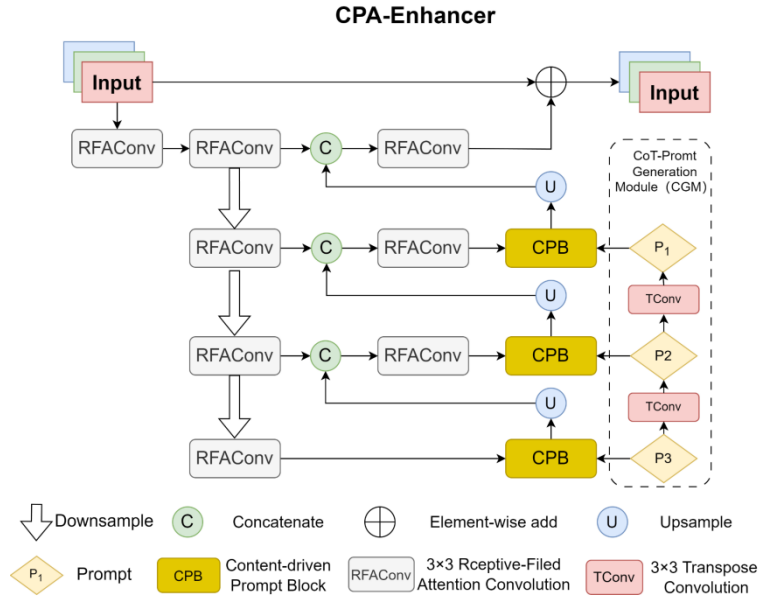 CPA-Enhancer
Input
Input
RFAConv
RFAConv
C
RFAConv
CoT-Promt
Generation
Module (CGM)
U
RFAConv
C
RFAConv
CPB
P1
U
TConv
RFAConv
C
RFAConv
CPB
P2
U
TConv
RFAConv
CPB
P3
Downsample
C
Concatenate
Element-wise add
U
Upsample
P1
Prompt
CPB
Content-driven
Prompt Block
RFAConv
3×3 Rceptive-Filed
Attention Convolution
TConv
3×3 Transpose
Convolution